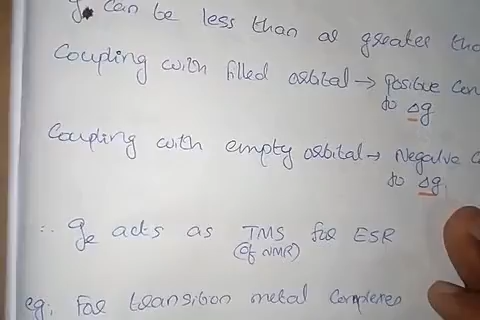 g can be less than or greater tha
Coupling with filled orbital → Positive Con
to Δg
Coupling with empty orbital → Negative C
to Δg.
∴ ge acts as TMS for ESR
(of NMR)
eg: For transition metal Complexes